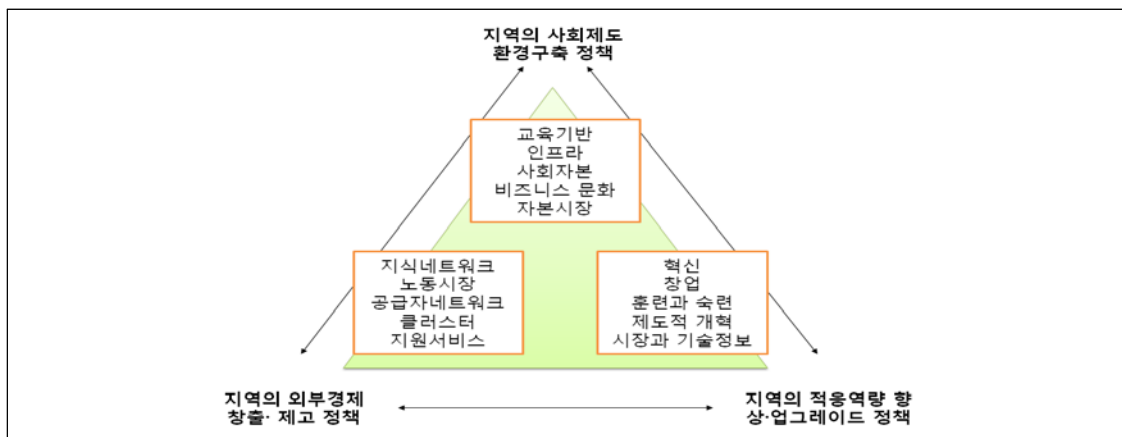 지역의 사회제도
환경구축 정책
교육기반
인프라
사회자본
비즈니스 문화
자본시장
지식네트워크
노동시장
공급자네트워크
클러스터
지원서비스
혁신
창업
훈련과 숙련
제도적 개혁
시장과 기술정보
지역의 외부경제
창출· 제고 정책
지역의 적응역량 향
상·업그레이드 정책